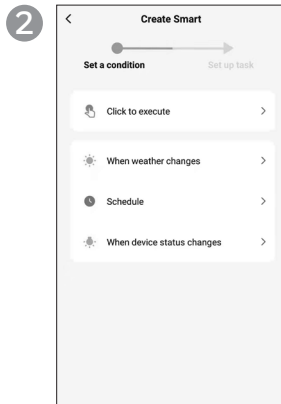 2
Create Smart
Set a condition Set up task
Click to execute
When weather changes
Schedule
When device status changes